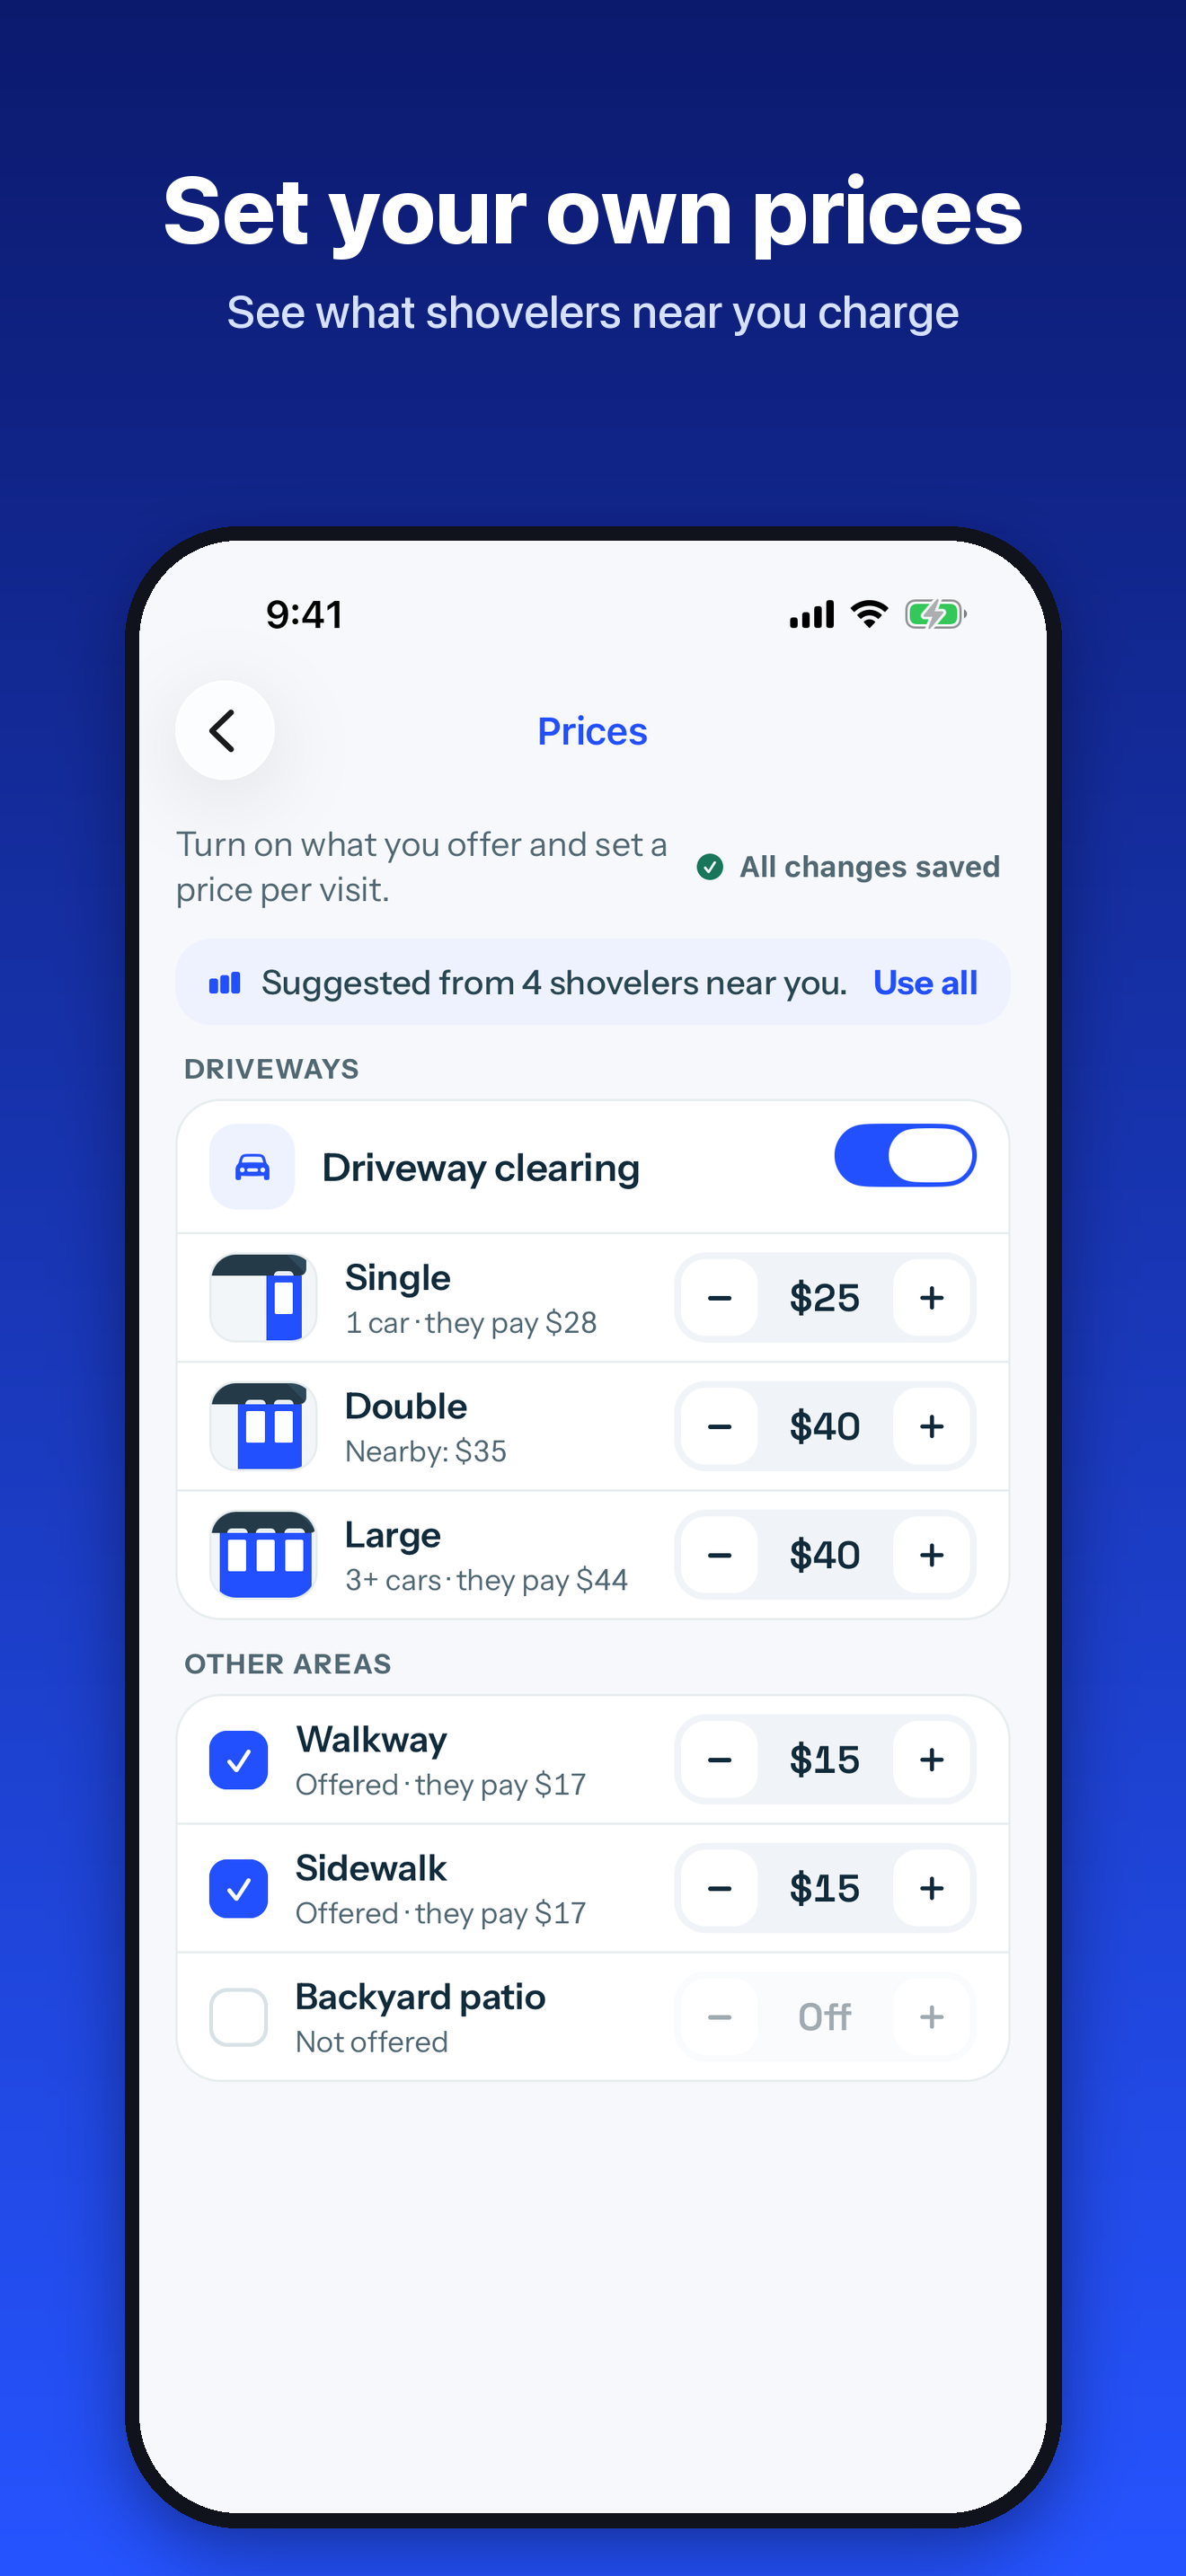 Set your own prices
See what shovelers near you charge
9:41
Prices
Turn on what you offer and set a
price per visit.
All changes saved
Suggested from 4 shovelers near you. Use all
DRIVEWAYS
Driveway clearing
Single
1 car · they pay $28
− $25 +
Double
Nearby: $35
− $40 +
Large
3+ cars · they pay $44
− $40 +
OTHER AREAS
Walkway
Offered · they pay $17
− $15 +
Sidewalk
Offered · they pay $17
− $15 +
Backyard patio
Not offered
− Off +